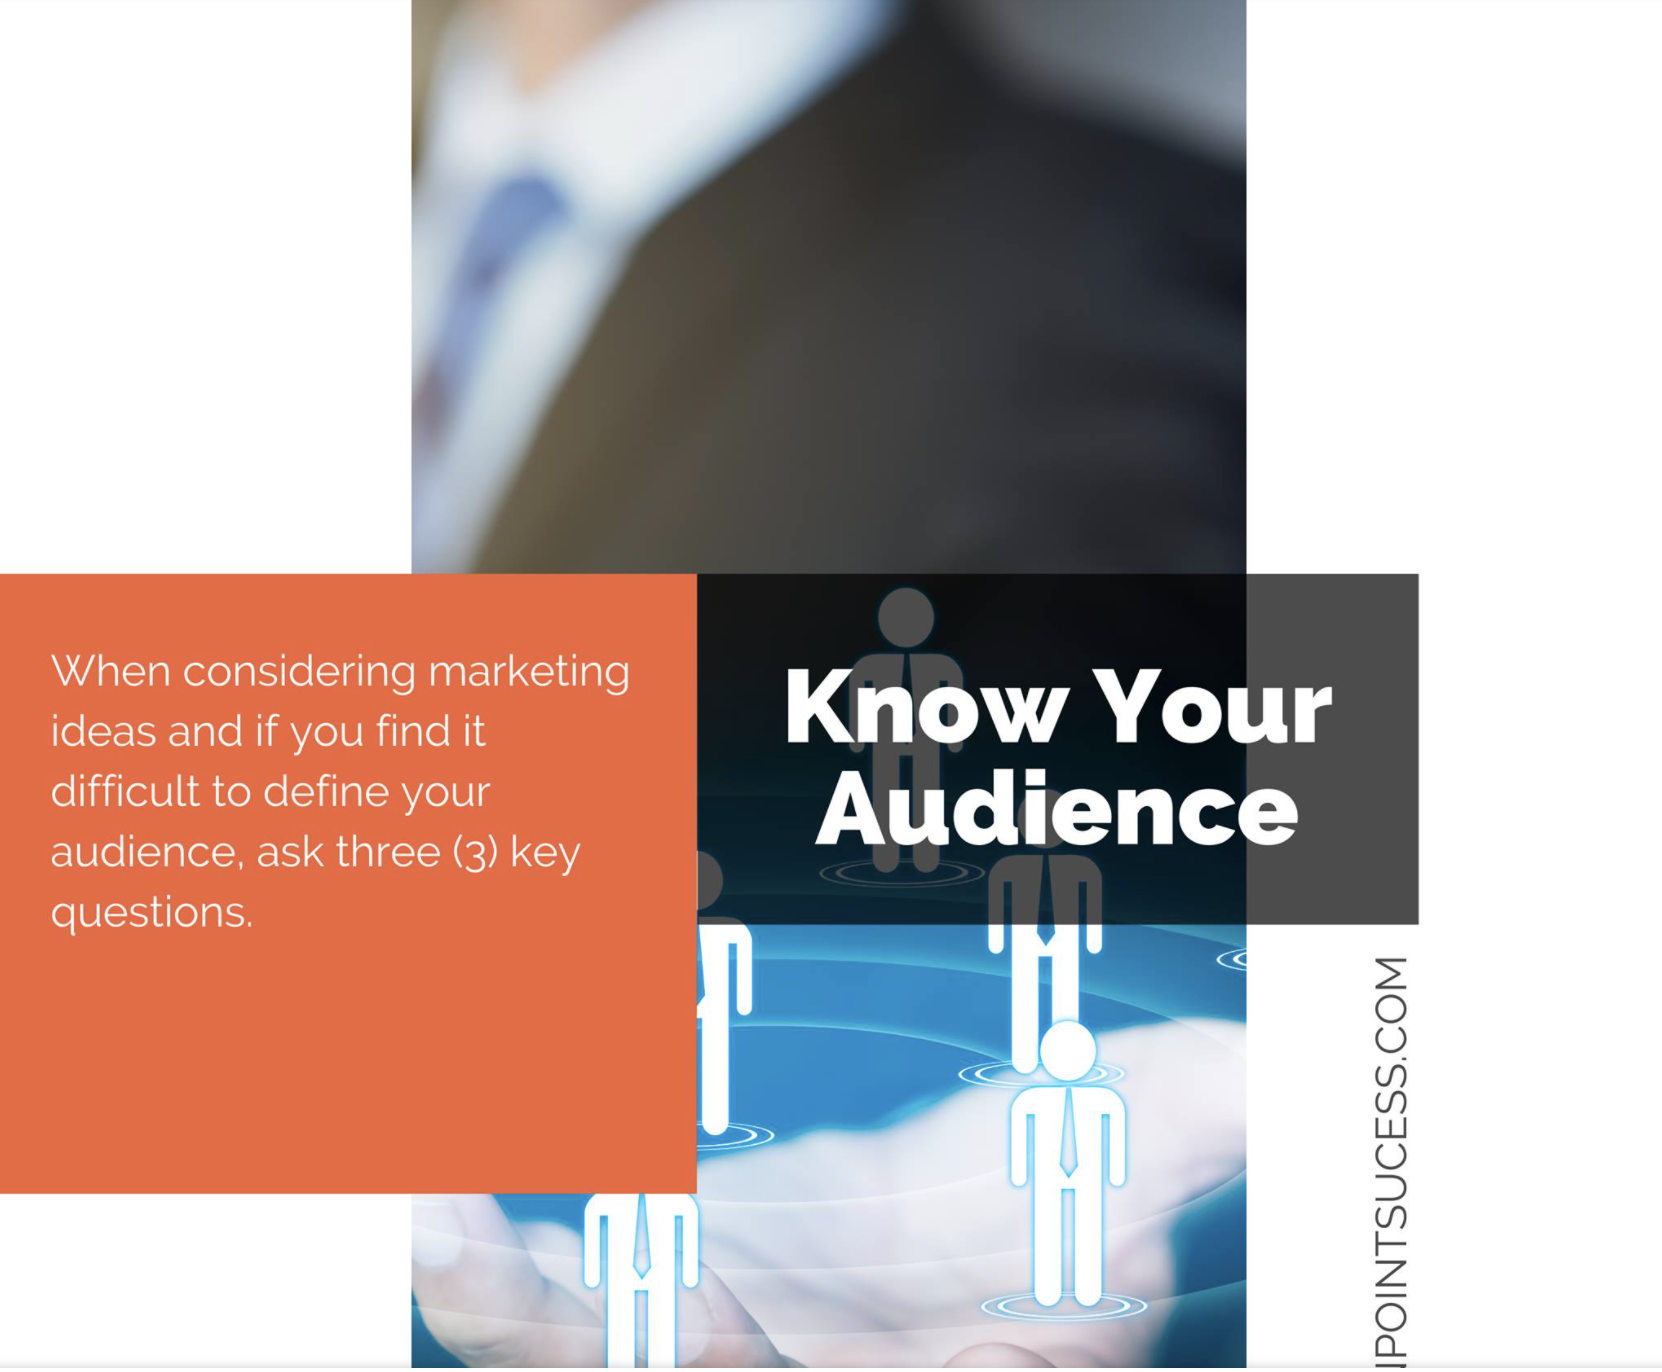 When considering marketing
ideas and if you find it
difficult to define your
audience, ask three (3) key
questions.
Know Your
Audience
POINTSUCESS.COM